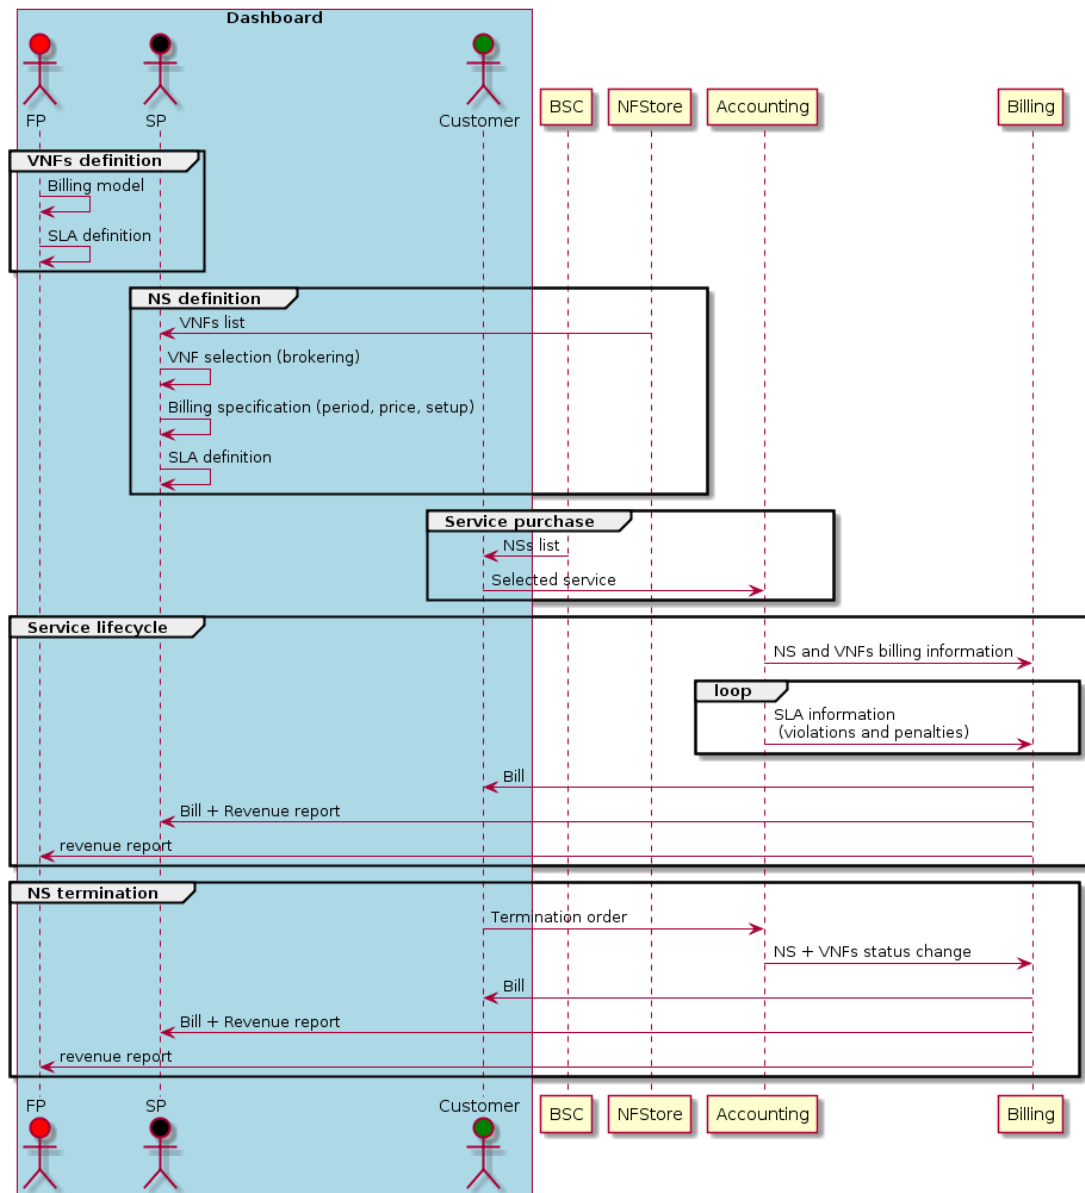 Dashboard
FP
SP
Customer
BSC
NFStore
Accounting
Billing
VNFs definition
Billing model
SLA definition
NS definition
VNFs list
VNF selection (brokering)
Billing specification (period, price, setup)
SLA definition
Service purchase
NSs list
Selected service
Service lifecycle
NS and VNFs billing information
loop
SLA information
(violations and penalties)
Bill
Bill + Revenue report
revenue report
NS termination
Termination order
NS + VNFs status change
Bill
Bill + Revenue report
revenue report
FP
SP
Customer
BSC
NFStore
Accounting
Billing